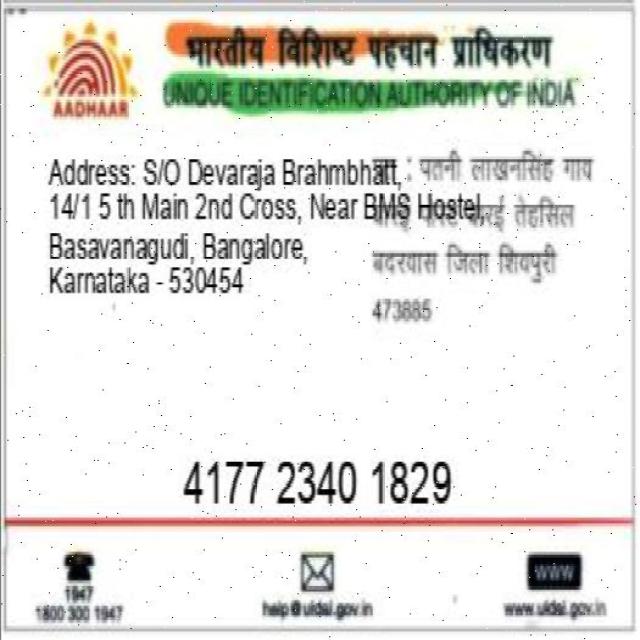 भारतीय विशिष्ट पहचान प्राधिकरण
AADHAAR
UNIQUE IDENTIFICATION AUTHORITY OF INDIA
Address: S/O Devaraja Brahmbhatt,
14/1 5 th Main 2nd Cross, Near BMS Hostel,
Basavanagudi, Bangalore,
Karnataka - 530454
: पतनी लाखनसिंह गाव
तेहसिल
बदरवास जिला शिवपुरी
473885
4177 2340 1829
1947
1800 300 1947
help@uidai.gov.in
www
www.uidai.gov.in